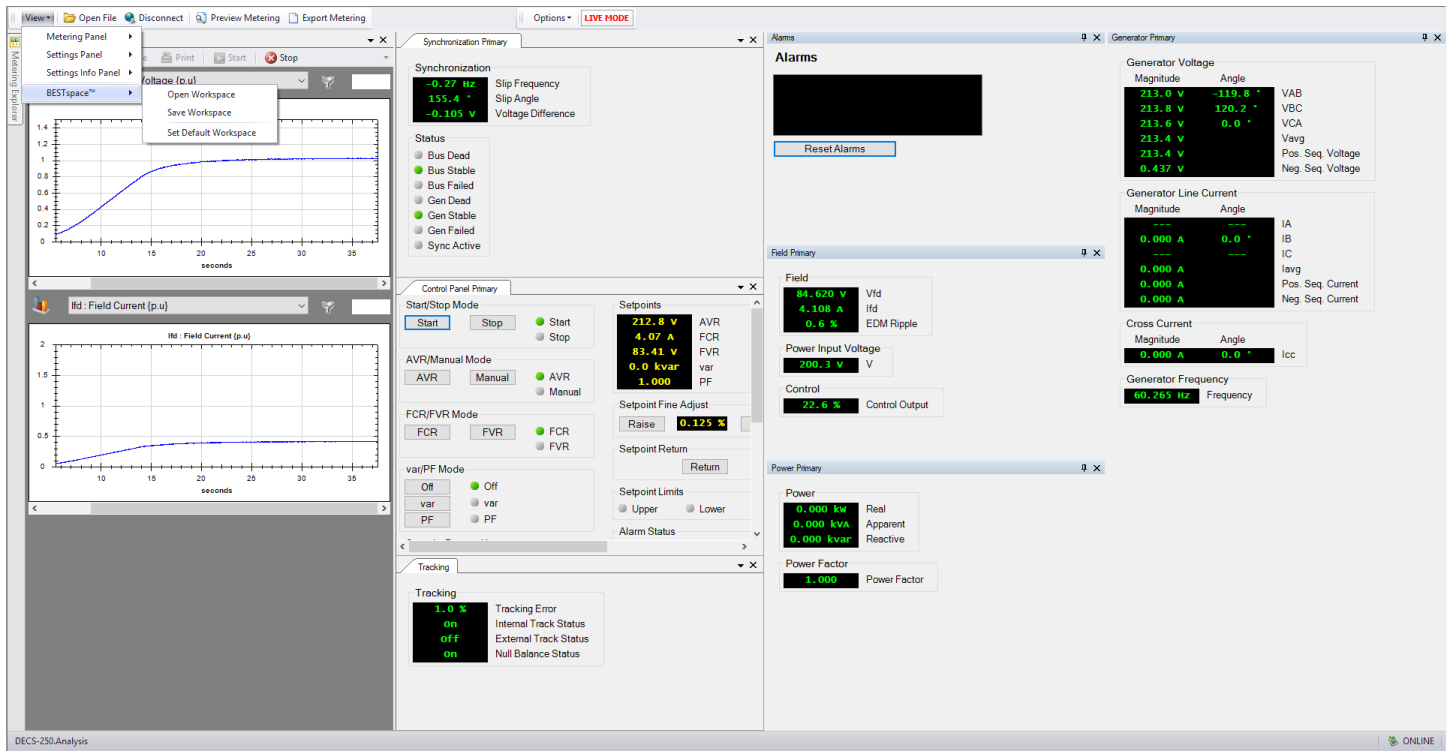 View Open File Disconnect Preview Metering Export Metering Options LIVE MODE
Metering Panel
Settings Panel
Settings Info Panel
BESTspace™
Open Workspace
Save Workspace
Set Default Workspace
Metering Explorer
Print Start Stop
Voltage {p.u}
1.4
1.2
1
0.8
0.6
0.4
0.2
0
10 15 20 25 30 35
seconds
Ifd : Field Current {p.u}
Ifd : Field Current {p.u}
2
1.5
1
0.5
0
10 15 20 25 30 35
seconds
Synchronization Primary
Synchronization
-0.27 Hz Slip Frequency
155.4 ° Slip Angle
-0.105 V Voltage Difference
Status
Bus Dead
Bus Stable
Bus Failed
Gen Dead
Gen Stable
Gen Failed
Sync Active
Control Panel Primary
Start/Stop Mode
Start Stop Start
Stop
AVR/Manual Mode
AVR Manual AVR
Manual
FCR/FVR Mode
FCR FVR FCR
FVR
var/PF Mode
Off Off
var var
PF PF
Setpoints
212.8 V AVR
4.07 A FCR
83.41 V FVR
0.0 kvar var
1.000 PF
Setpoint Fine Adjust
Raise 0.125 %
Setpoint Return
Return
Setpoint Limits
Upper Lower
Alarm Status
Tracking
Tracking
1.0 % Tracking Error
On Internal Track Status
Off External Track Status
On Null Balance Status
Alarms
Alarms
Reset Alarms
Field Primary
Field
84.620 V Vfd
4.108 A Ifd
0.6 % EDM Ripple
Power Input Voltage
200.3 V V
Control
22.6 % Control Output
Power Primary
Power
0.000 kW Real
0.000 kVA Apparent
0.000 kvar Reactive
Power Factor
1.000 Power Factor
Generator Primary
Generator Voltage
Magnitude Angle
213.0 V -119.8 ° VAB
213.8 V 120.2 ° VBC
213.6 V 0.0 ° VCA
213.4 V Vavg
213.4 V Pos. Seq. Voltage
0.437 V Neg. Seq. Voltage
Generator Line Current
Magnitude Angle
--- --- IA
0.000 A 0.0 ° IB
--- --- IC
0.000 A Iavg
0.000 A Pos. Seq. Current
0.000 A Neg. Seq. Current
Cross Current
Magnitude Angle
0.000 A 0.0 ° Icc
Generator Frequency
60.265 Hz Frequency
DECS-250.Analysis ONLINE